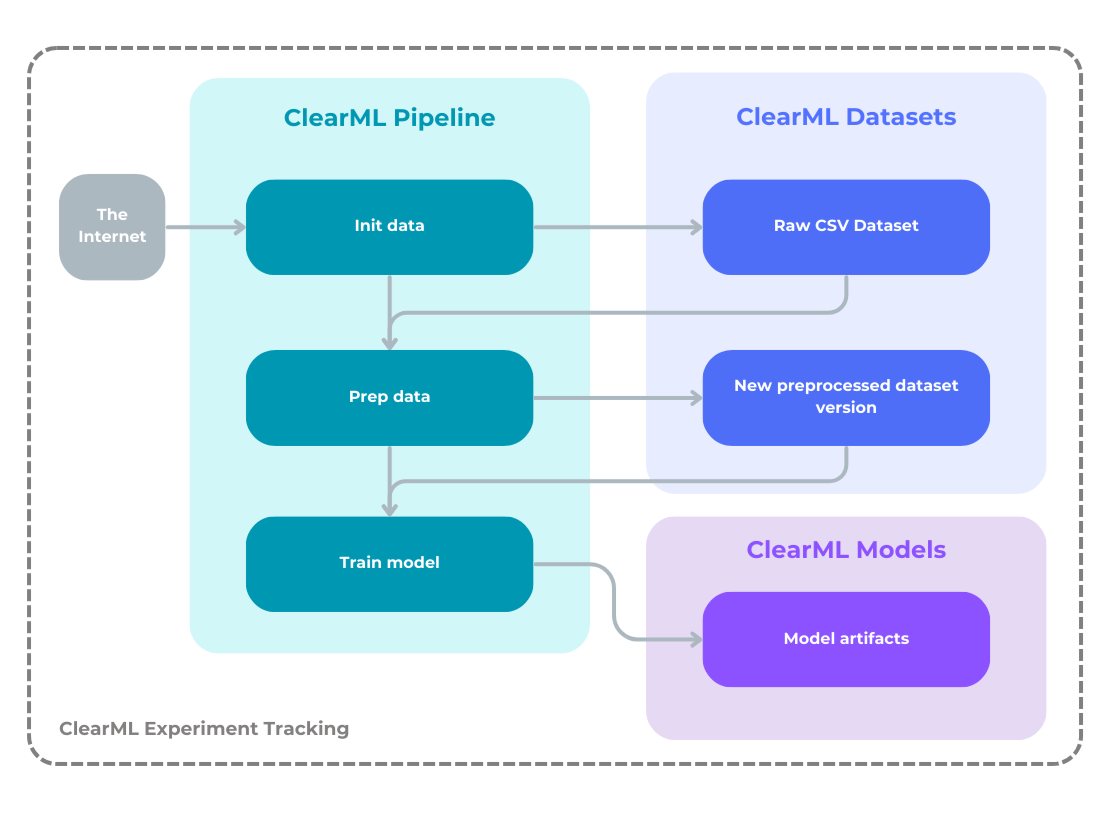 ClearML Pipeline
ClearML Datasets
The
Internet
Init data
Raw CSV Dataset
Prep data
New preprocessed dataset
version
Train model
ClearML Models
Model artifacts
ClearML Experiment Tracking